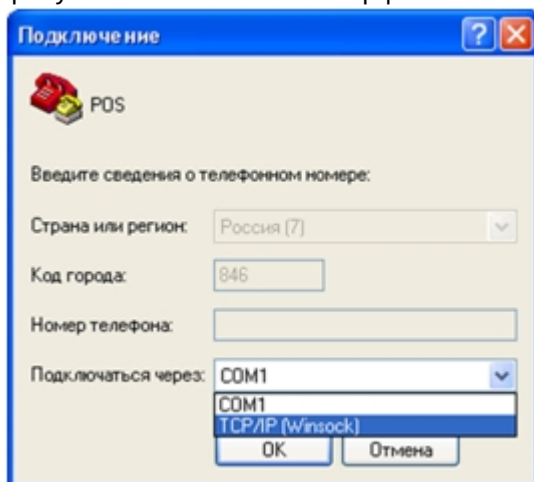 Подключение
POS
Введите сведения о телефонном номере:
Страна или регион: Россия (7)
Код города: 846
Номер телефона:
Подключаться через: COM1
COM1
TCP/IP (Winsock)
OK Отмена